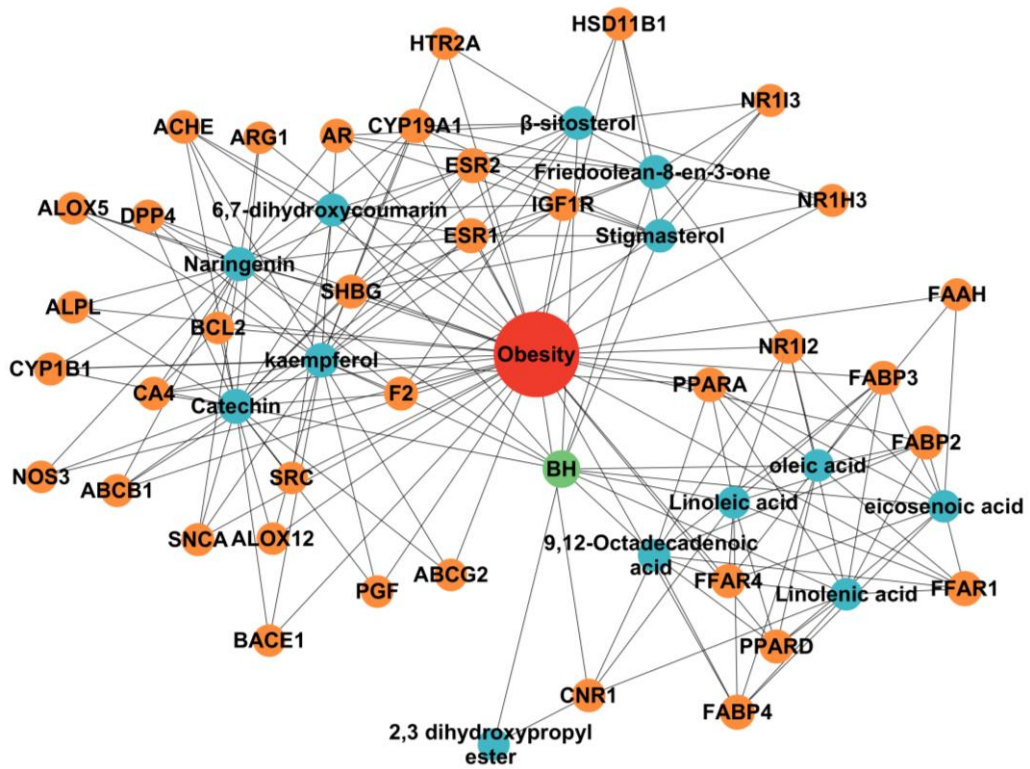 HSD11B1
HTR2A
NR1I3
ACHE
ARG1
AR
CYP19A1
β-sitosterol
ESR2
Friedoolean-8-en-3-one
ALOX5
DPP4
6,7-dihydroxycoumarin
IGF1R
NR1H3
ESR1
Stigmasterol
Naringenin
SHBG
FAAH
ALPL
BCL2
Obesity
NR1I2
CYP1B1
kaempferol
PPARA
FABP3
CA4
Catechin
F2
FABP2
NOS3
ABCB1
SRC
BH
oleic acid
Linoleic acid
eicosenoic acid
SNCA
ALOX12
9,12-Octadecadenoic
acid
FFAR4
Linolenic acid
FFAR1
PGF
ABCG2
BACE1
PPARD
CNR1
FABP4
2,3 dihydroxypropyl
ester